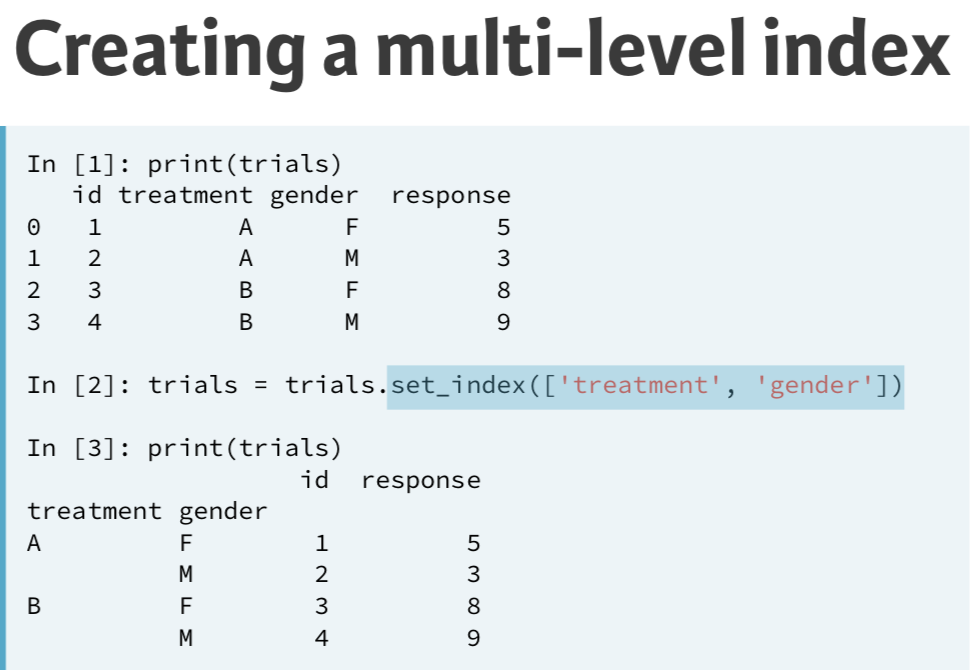 Creating a multi-level index
In [1]: print(trials)
   id treatment gender  response
0   1         A      F         5
1   2         A      M         3
2   3         B      F         8
3   4         B      M         9
In [2]: trials = trials.set_index(['treatment', 'gender'])
In [3]: print(trials)
                  id  response
treatment gender
A         F        1         5
          M        2         3
B         F        3         8
          M        4         9